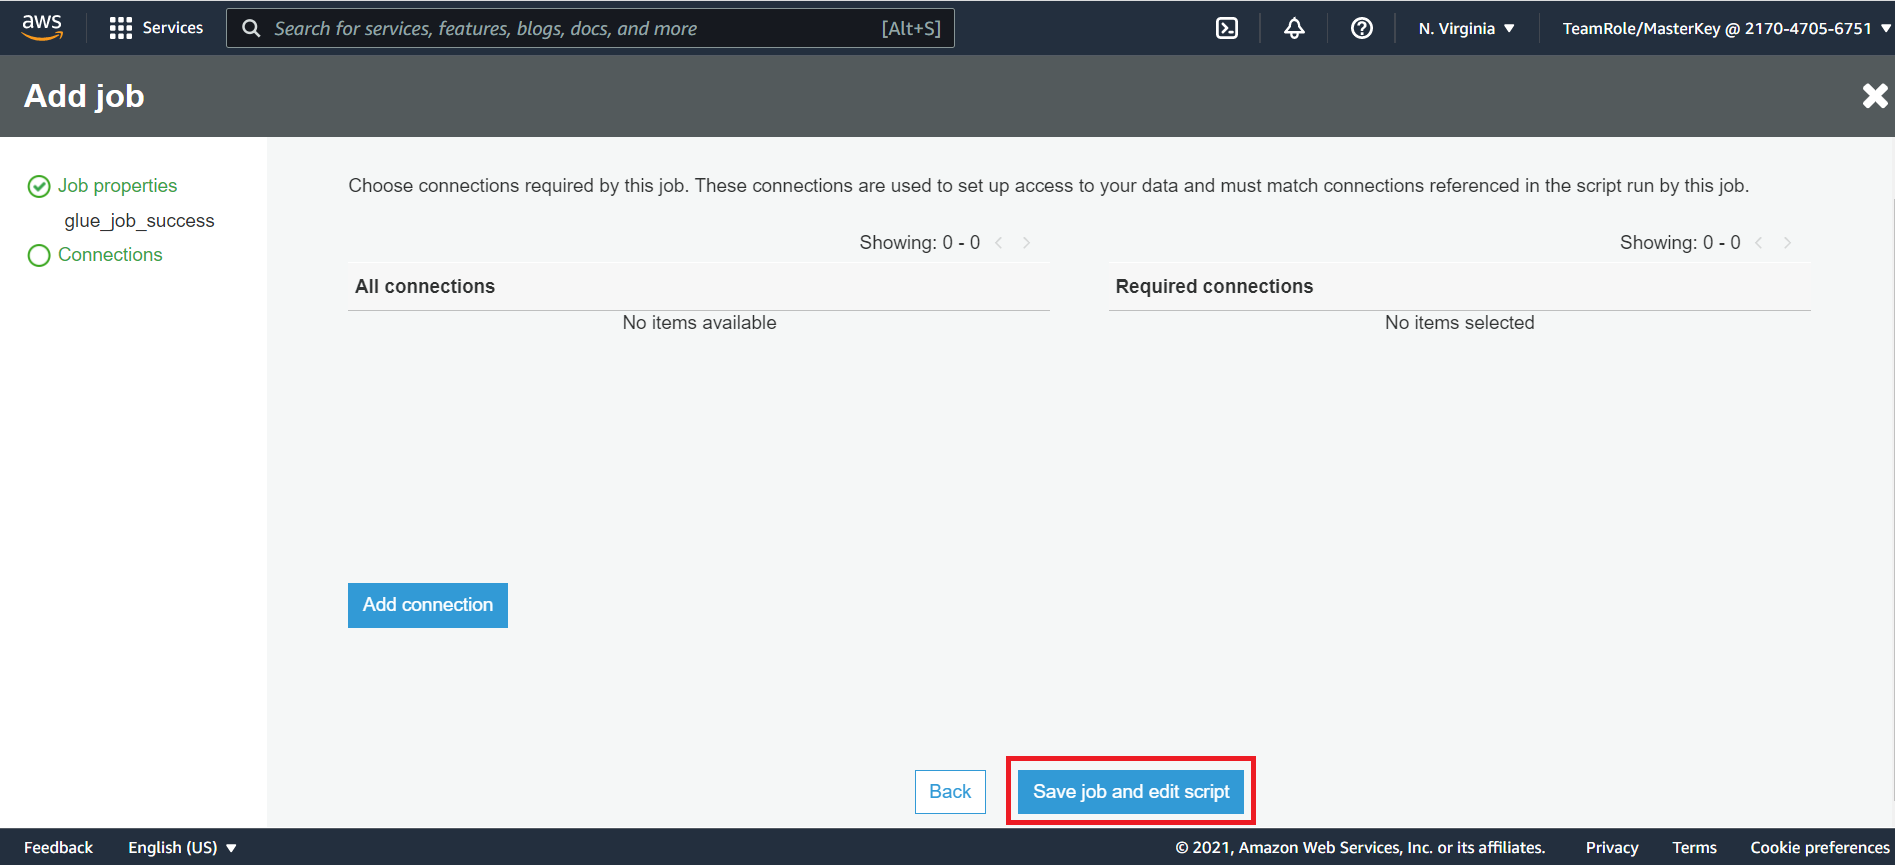 aws
Services
Search for services, features, blogs, docs, and more
[Alt+S]
N. Virginia
TeamRole/MasterKey @ 2170-4705-6751
Add job
Job properties
glue_job_success
Connections
Choose connections required by this job. These connections are used to set up access to your data and must match connections referenced in the script run by this job.
Showing: 0 - 0
All connections
No items available
Showing: 0 - 0
Required connections
No items selected
Add connection
Back
Save job and edit script
Feedback
English (US)
© 2021, Amazon Web Services, Inc. or its affiliates.
Privacy
Terms
Cookie preferences